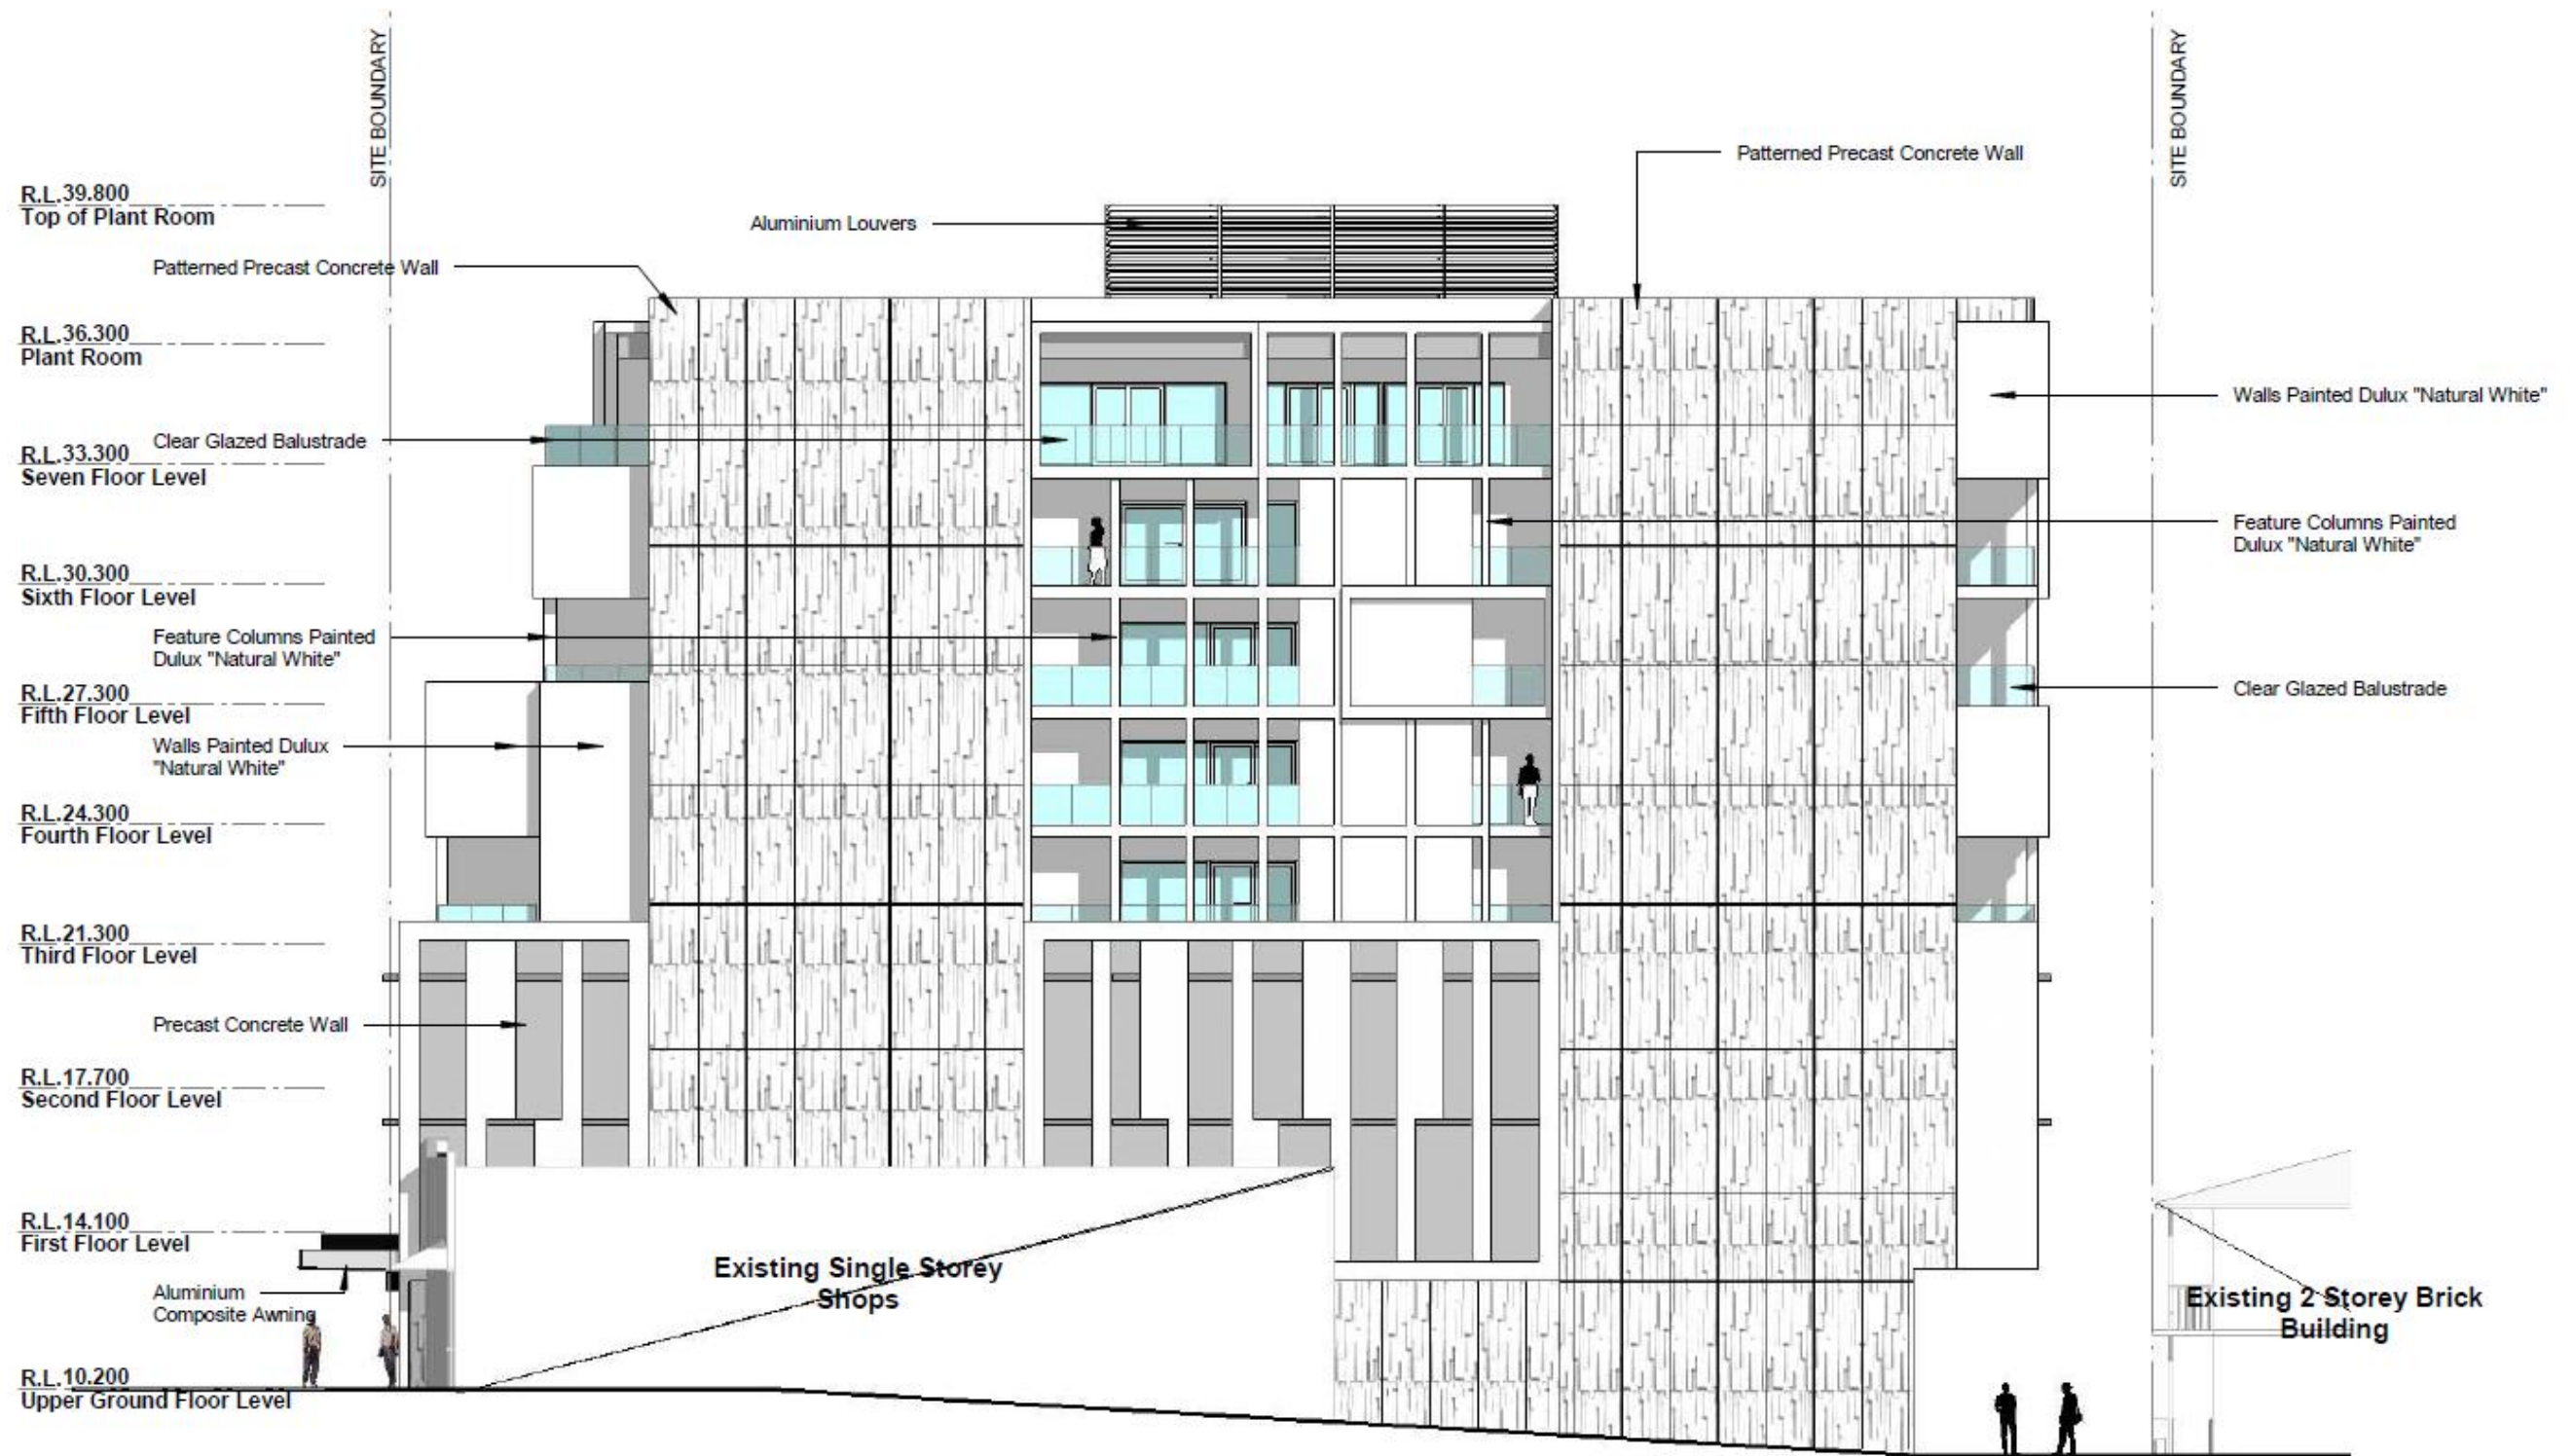 SITE BOUNDARY
SITE BOUNDARY
Patterned Precast Concrete Wall
R.L.39.800
Top of Plant Room
Aluminium Louvers
Patterned Precast Concrete Wall
R.L.36.300
Plant Room
Walls Painted Dulux "Natural White"
Clear Glazed Balustrade
R.L.33.300
Seven Floor Level
Feature Columns Painted
Dulux "Natural White"
R.L.30.300
Sixth Floor Level
Feature Columns Painted
Dulux "Natural White"
R.L.27.300
Fifth Floor Level
Clear Glazed Balustrade
Walls Painted Dulux
"Natural White"
R.L.24.300
Fourth Floor Level
R.L.21.300
Third Floor Level
Precast Concrete Wall
R.L.17.700
Second Floor Level
R.L.14.100
First Floor Level
Existing Single Storey
Shops
Aluminium
Composite Awning
Existing 2 Storey Brick
Building
R.L.10.200
Upper Ground Floor Level